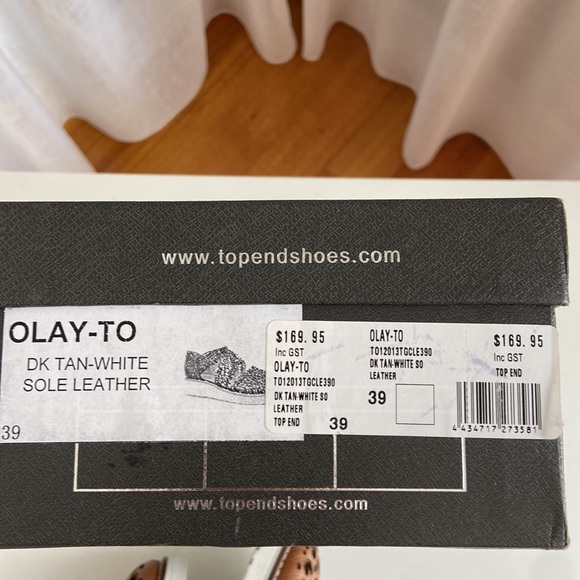 www.topendshoes.com
OLAY-TO
DK TAN-WHITE
SOLE LEATHER
39
$169.95
Inc GST
OLAY-TO
TO12013TGCLE390
DK TAN-WHITE SO
LEATHER
TOP END
39
OLAY-TO
TO12013TGCLE390
DK TAN-WHITE SO
LEATHER
39
$169.95
Inc GST
TOP END
4 434717 273581
www.topendshoes.com